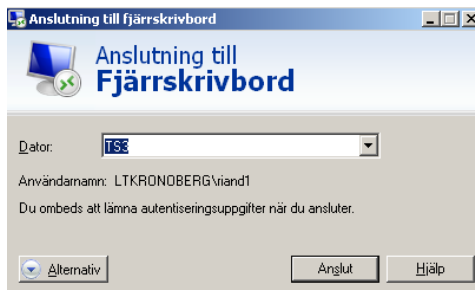 Anslutning till fjärrskrivbord
Anslutning till
Fjärrskrivbord
Dator: TS3
Användarnamn: LTKRONOBERG\riand1
Du ombeds att lämna autentiseringsuppgifter när du ansluter.
Alternativ Anslut Hjälp